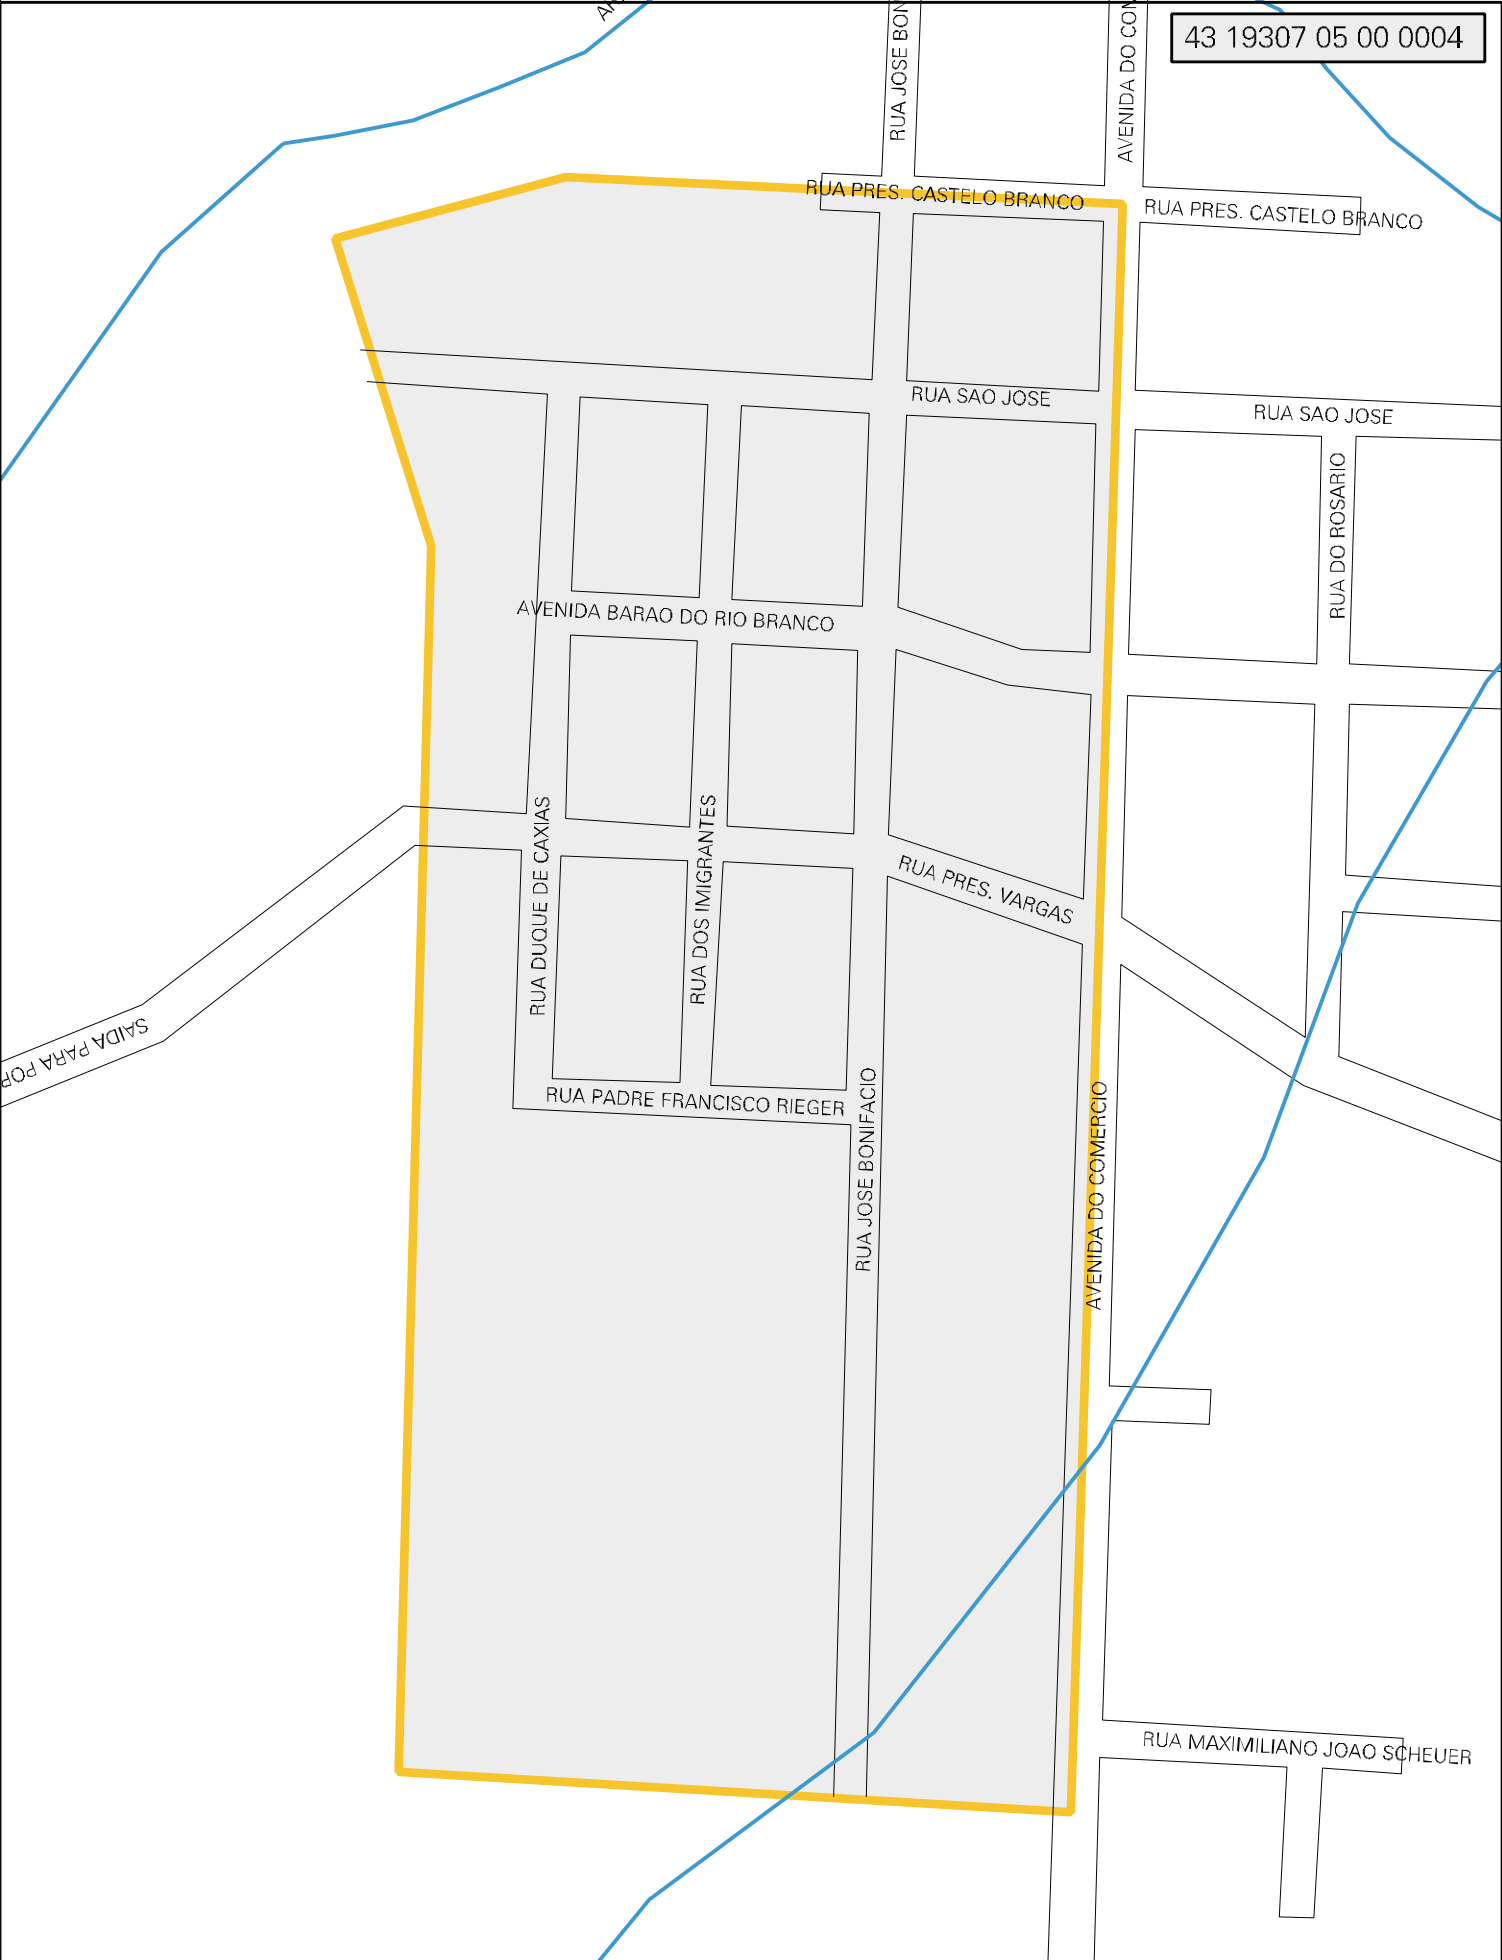 RUA JOSE BON
AVENIDA DO COM
43 19307 05 00 0004
RUA PRES. CASTELO BRANCO
RUA PRES. CASTELO BRANCO
RUA SAO JOSE
RUA SAO JOSE
RUA DO ROSARIO
AVENIDA BARAO DO RIO BRANCO
RUA DUQUE DE CAXIAS
RUA DOS IMIGRANTES
RUA PRES. VARGAS
SAIDA PARA POR
RUA PADRE FRANCISCO RIEGER
RUA JOSE BONIFACIO
AVENIDA DO COMERCIO
RUA MAXIMILIANO JOAO SCHEUER